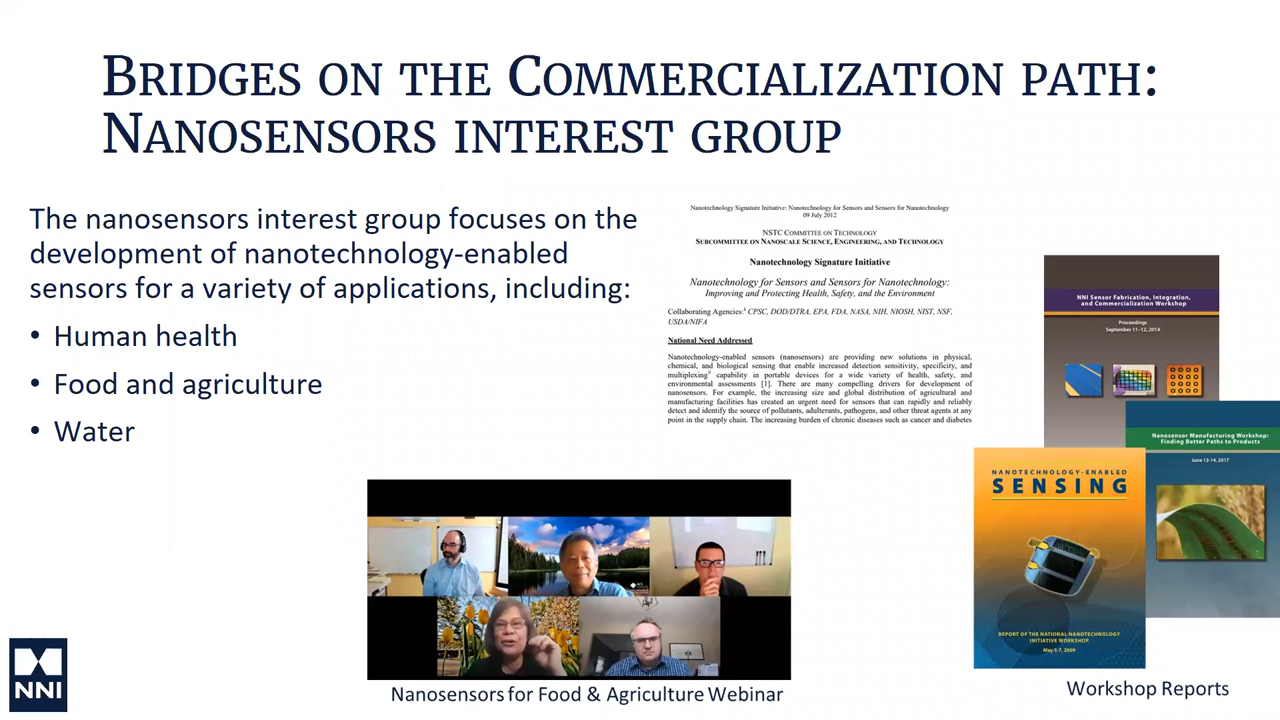 BRIDGES ON THE COMMERCIALIZATION PATH:
NANOSENSORS INTEREST GROUP
The nanosensors interest group focuses on the
development of nanotechnology-enabled
sensors for a variety of applications, including:
• Human health
• Food and agriculture
• Water
Nanotechnology Signature Initiative: Nanotechnology for Sensors and Sensors for Nanotechnology
09 July 2012
NSTC COMMITTEE ON TECHNOLOGY
SUBCOMMITTEE ON NANOSCALE SCIENCE, ENGINEERING, AND TECHNOLOGY
Nanotechnology Signature Initiative
Nanotechnology for Sensors and Sensors for Nanotechnology:
Improving and Protecting Health, Safety, and the Environment
Collaborating Agencies:¹ CPSC, DOD/DTRA, EPA, FDA, NASA, NIH, NIOSH, NIST, NSF,
USDA/NIFA
National Need Addressed
Nanotechnology-enabled sensors (nanosensors) are providing new solutions in physical,
chemical, and biological sensing that enable increased detection sensitivity, specificity, and
multiplexing capability in portable devices for a wide variety of health, safety, and
environmental assessments [1]. There are many compelling drivers for development of
nanosensors. For example, the increasing size and global distribution of agricultural and
manufacturing facilities has created an urgent need for sensors that can rapidly and reliably
detect and identify the source of pollutants, adulterants, pathogens, and other threat agents at any
point in the supply chain. The increasing burden of chronic diseases such as cancer and diabetes
NNI Sensor Fabrication, Integration,
and Commercialization Workshop
Proceedings
September 11–12, 2014
Nanosensor Manufacturing Workshop:
Finding Better Paths to Products
June 13-14, 2017
NANOTECHNOLOGY-ENABLED
SENSING
REPORT OF THE NATIONAL NANOTECHNOLOGY
INITIATIVE WORKSHOP
May 5-7, 2009
NNI
Nanosensors for Food & Agriculture Webinar
Workshop Reports